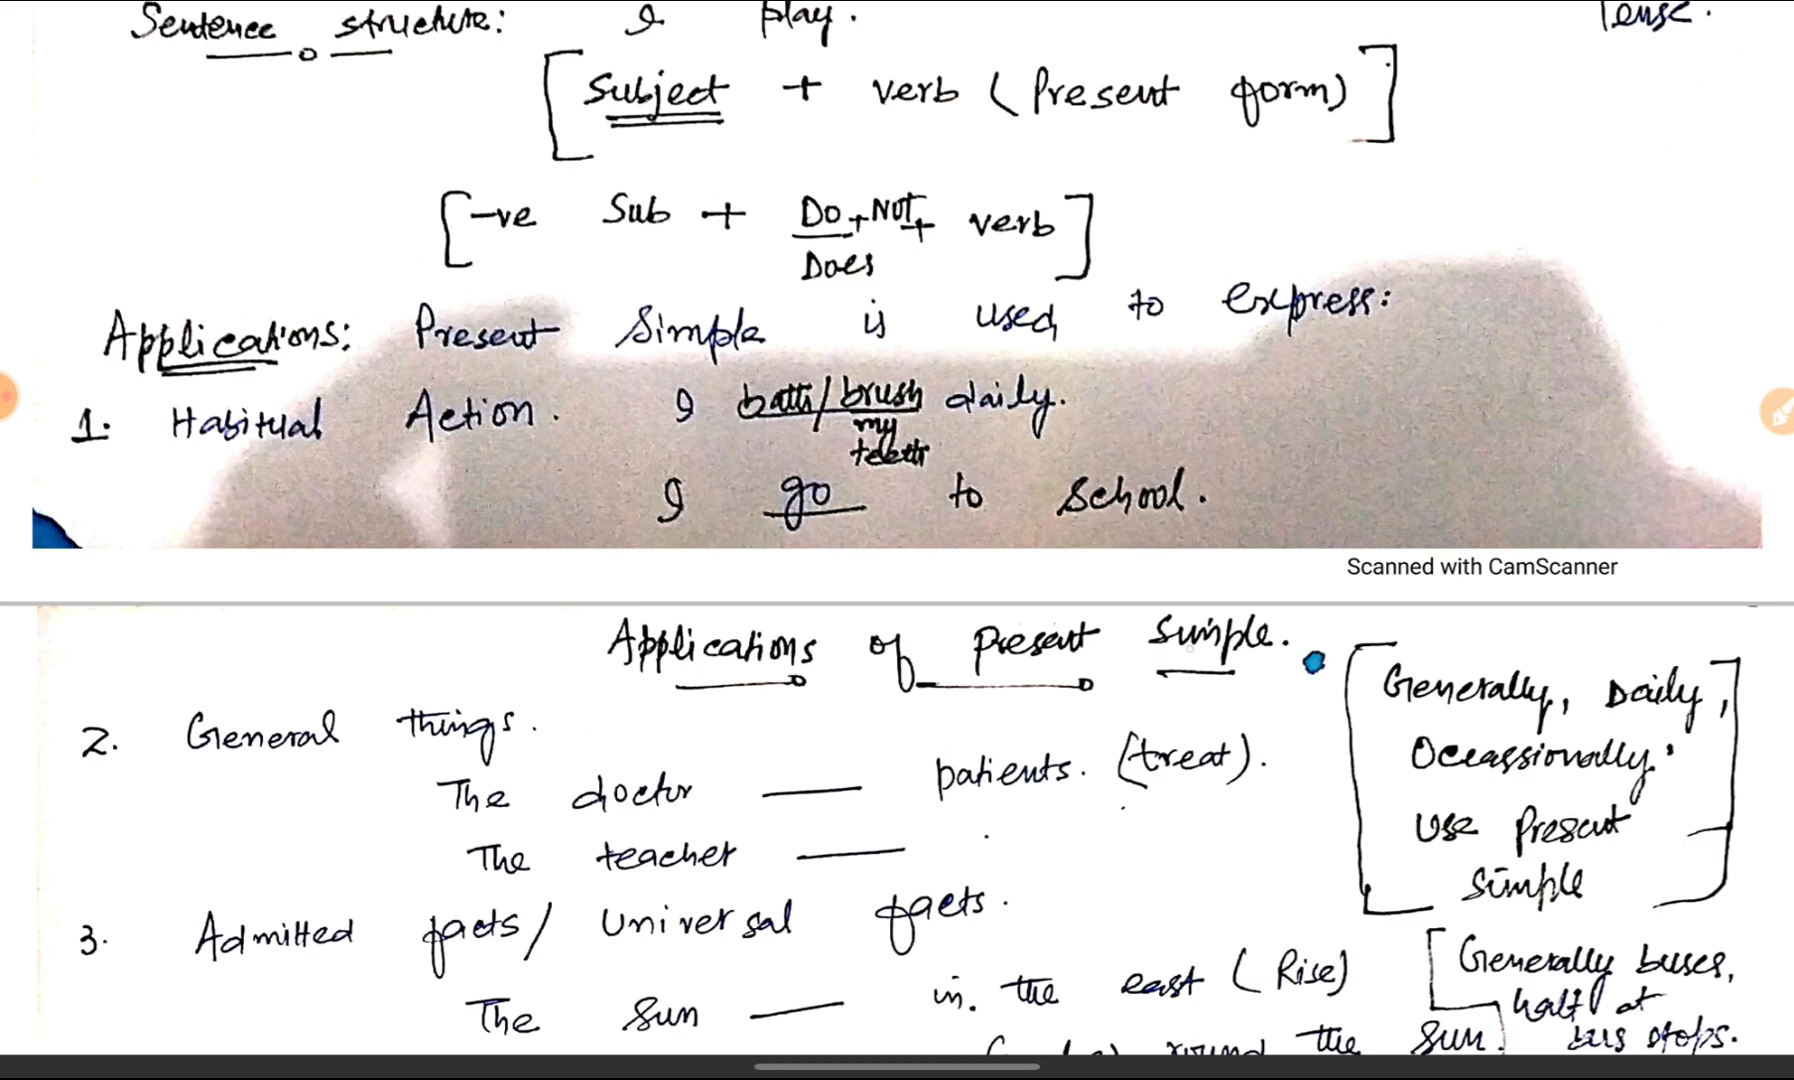 Sentence structure: I play. Tense.
[Subject + verb (Present form)]
[-ve Sub + Do + NOT + verb]
Does
Applications: Present Simple is used to express:
1. Habitual Action. I bath/brush daily.
my
teeth
I go to School.
Scanned with CamScanner
Applications of Present Simple.
[Generally, Daily,
Occassionally.
Use Present
Simple]
2. General things.
The doctor ___ patients. (treat).
The teacher ___ .
3. Admitted facts/ Universal facts.
The Sun ___ in the east (Rise)
[Generally buses,
halt at
bus stops.
round the sun.